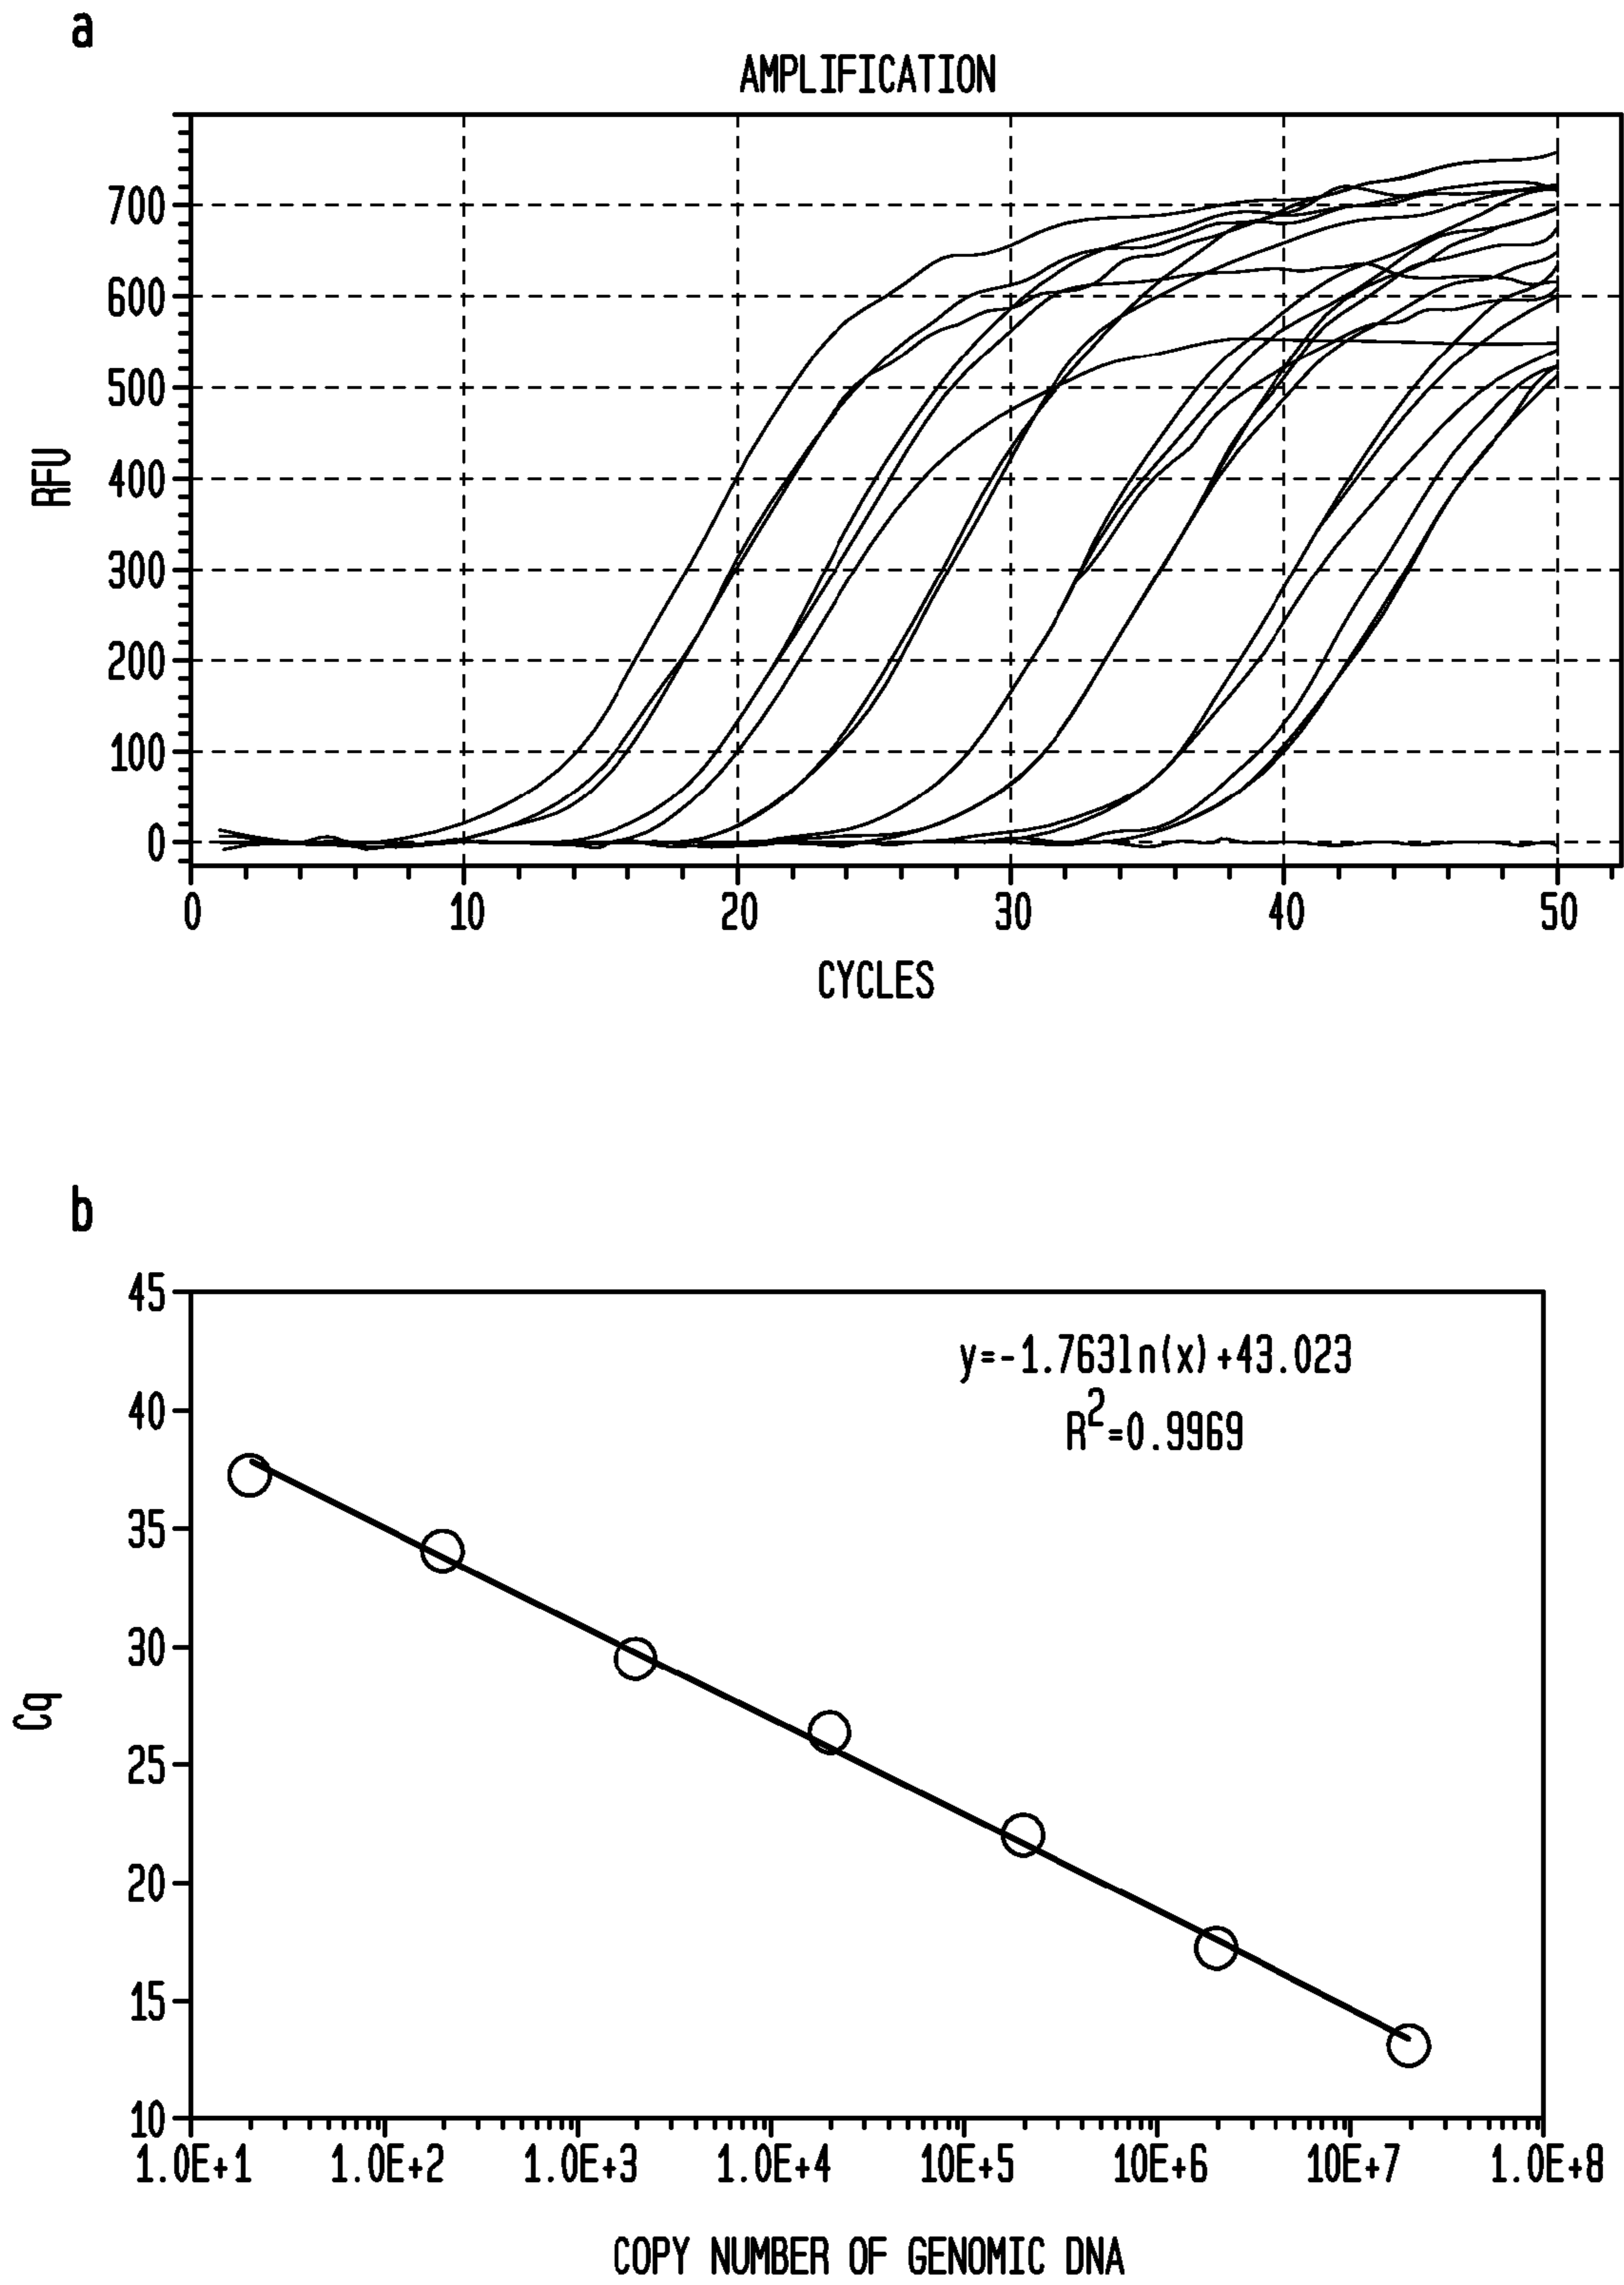 a
AMPLIFICATION
700
600
500
400
300
200
100
0
RFU
0 10 20 30 40 50
CYCLES
b
45
40
35
30
25
20
15
10
Cq
y=-1.763ln(x)+43.023
R²=0.9969
1.0E+1 1.0E+2 1.0E+3 1.0E+4 10E+5 10E+6 10E+7 1.0E+8
COPY NUMBER OF GENOMIC DNA